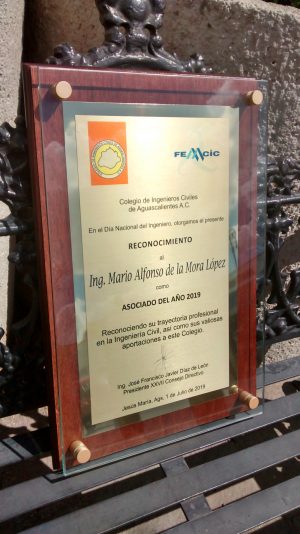 FEMCIC
Colegio de Ingenieros Civiles
de Aguascalientes A.C.
En el Día Nacional del Ingeniero, otorgamos el presente
RECONOCIMIENTO
al
Ing. Mario Alfonso de la Mora López
como
ASOCIADO DEL AÑO 2019
Reconociendo su trayectoria profesional
en la Ingeniería Civil, así como sus valiosas
aportaciones a este Colegio.
Ing. José Francisco Javier Díaz de León
Presidente XXVII Consejo Directivo
Jesús María, Ags, 1 de Julio de 2019